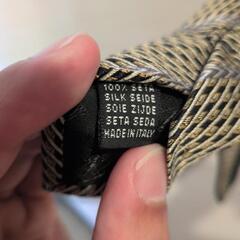 100% SETA
SILK SEIDE
SOIE ZIJDE
SETA SEDA
MADE IN ITALY